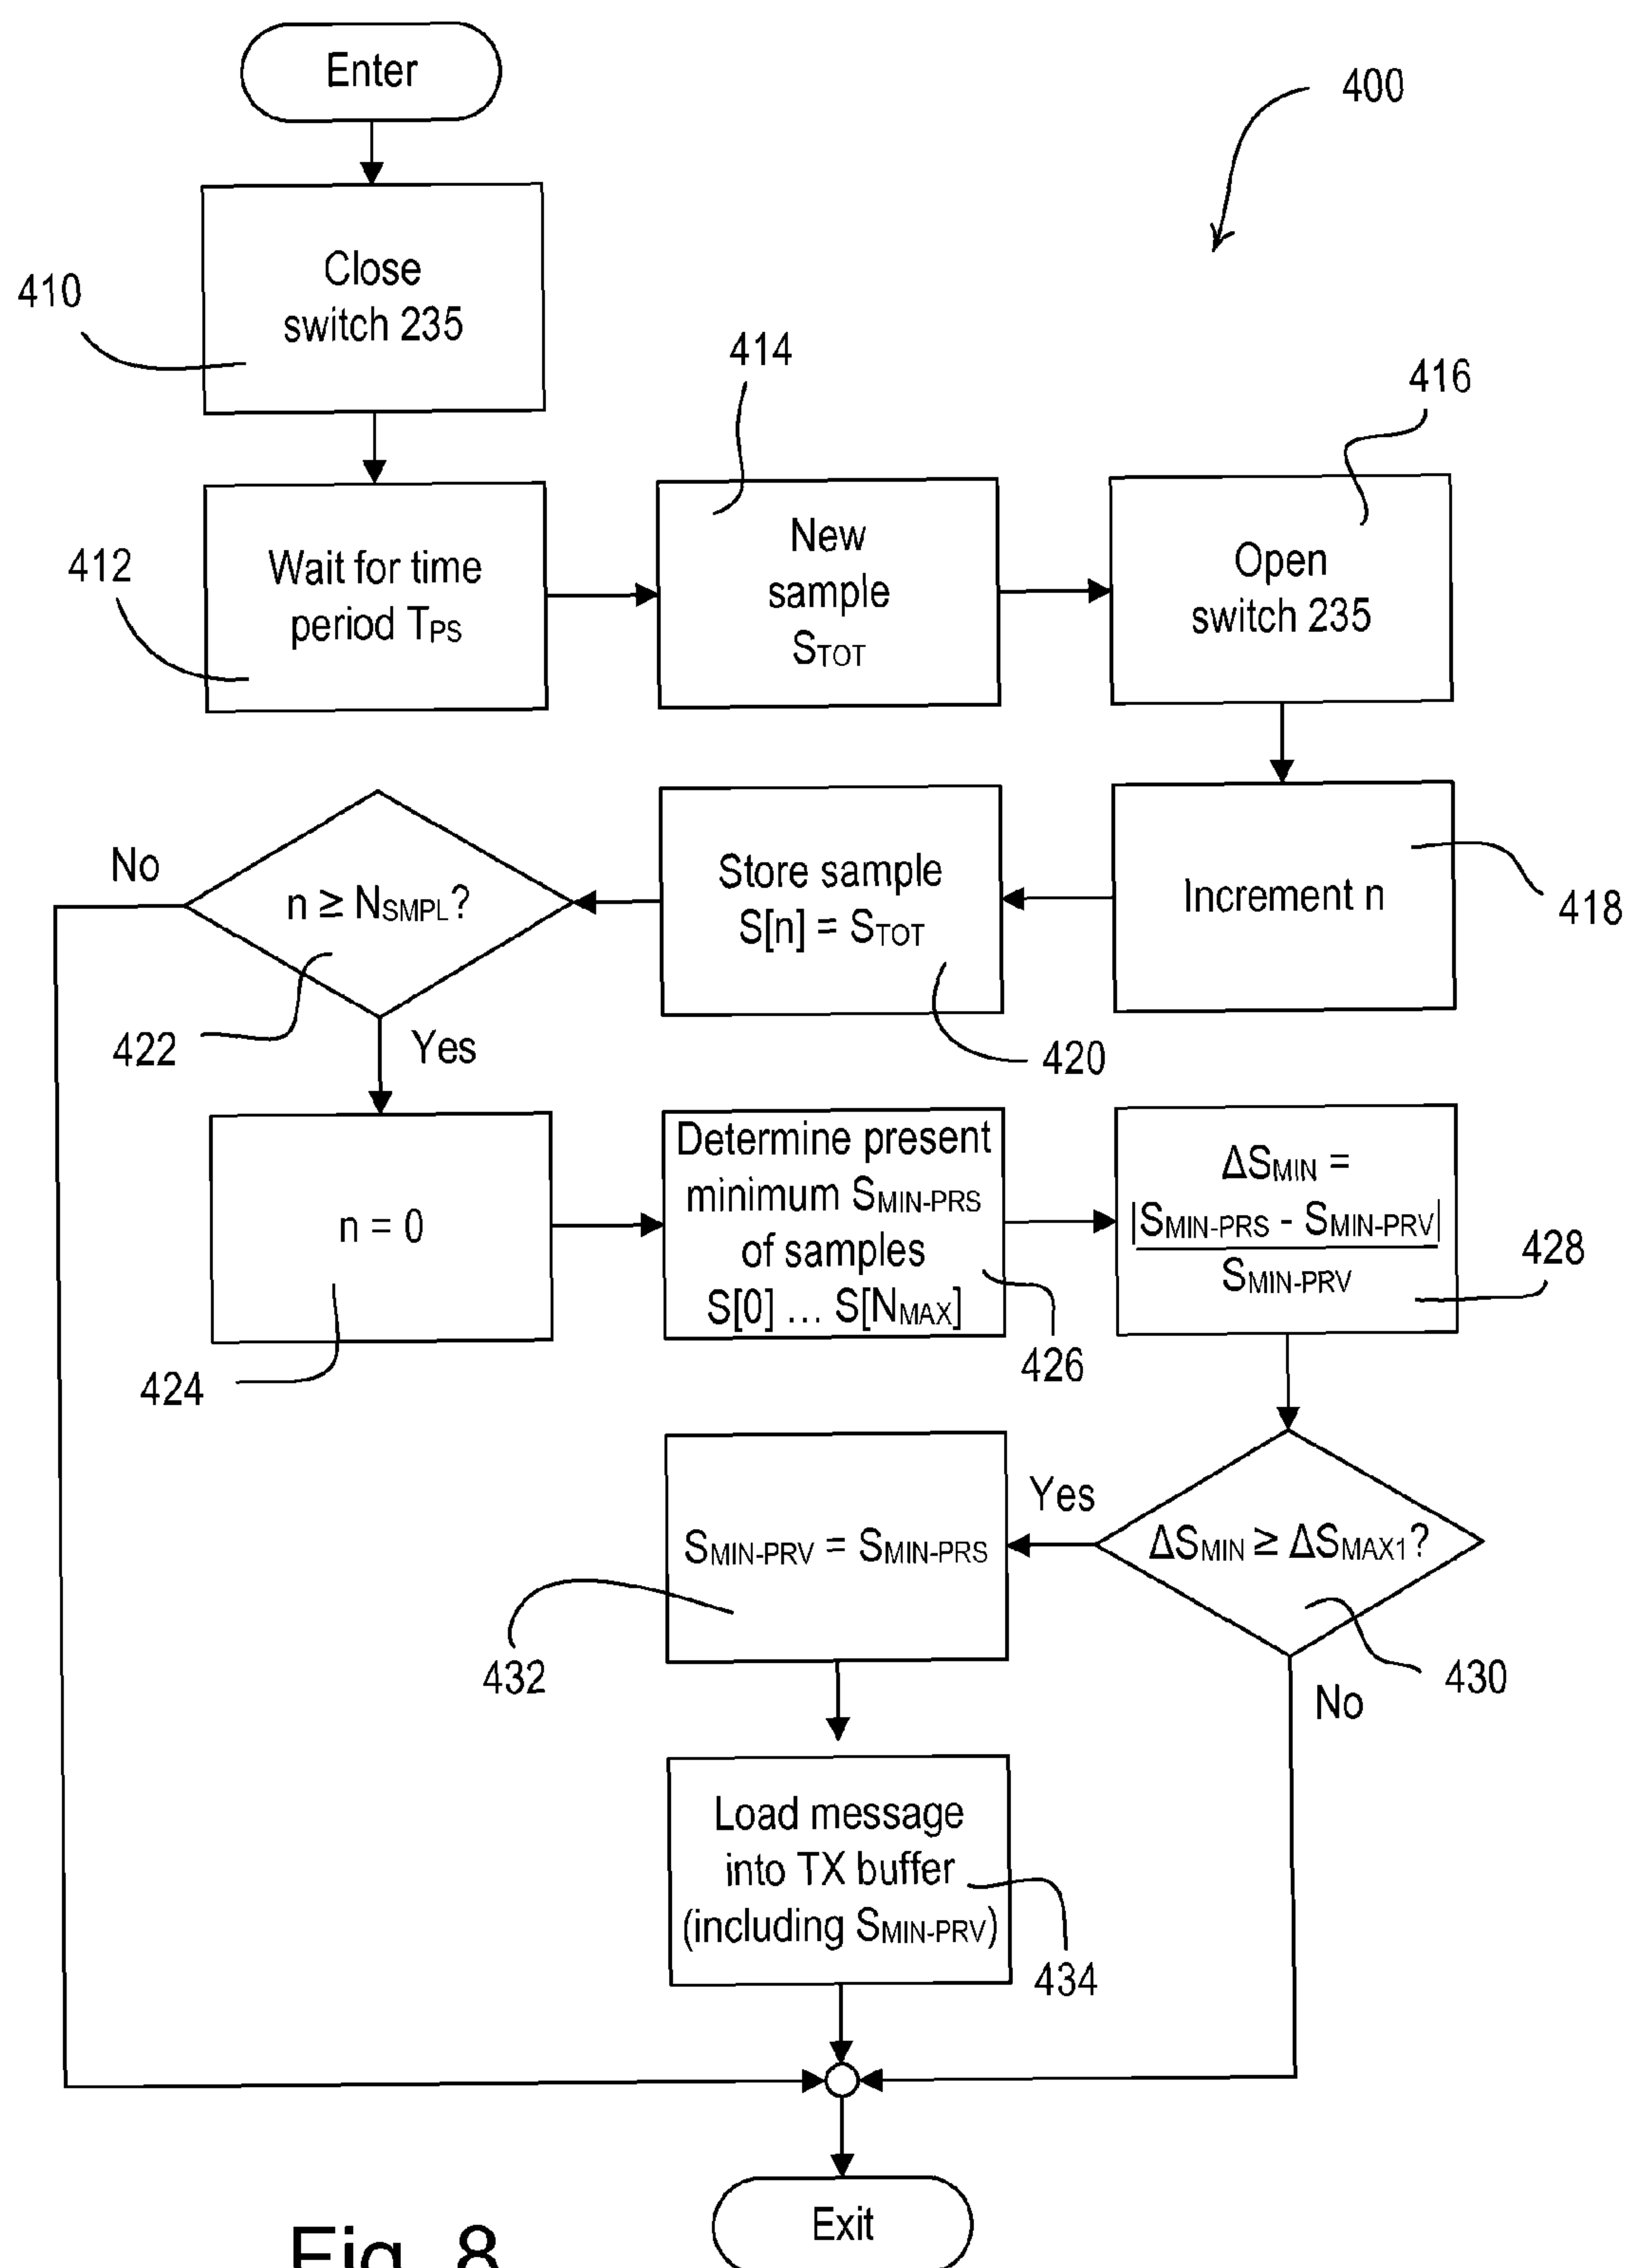 Enter
400
Close
switch 235
410
414
416
412
Wait for time
period TPS
New
sample
STOT
Open
switch 235
No
n ≥ NSMPL?
Store sample
S[n] = STOT
Increment n
418
422
Yes
420
n = 0
Determine present
minimum SMIN-PRS
of samples
S[0] ... S[NMAX]
ΔSMIN =
|SMIN-PRS - SMIN-PRV|
SMIN-PRV
428
424
426
SMIN-PRV = SMIN-PRS
Yes
ΔSMIN ≥ ΔSMAX1?
432
430
No
Load message
into TX buffer
(including SMIN-PRV)
434
Exit
Fig. 8